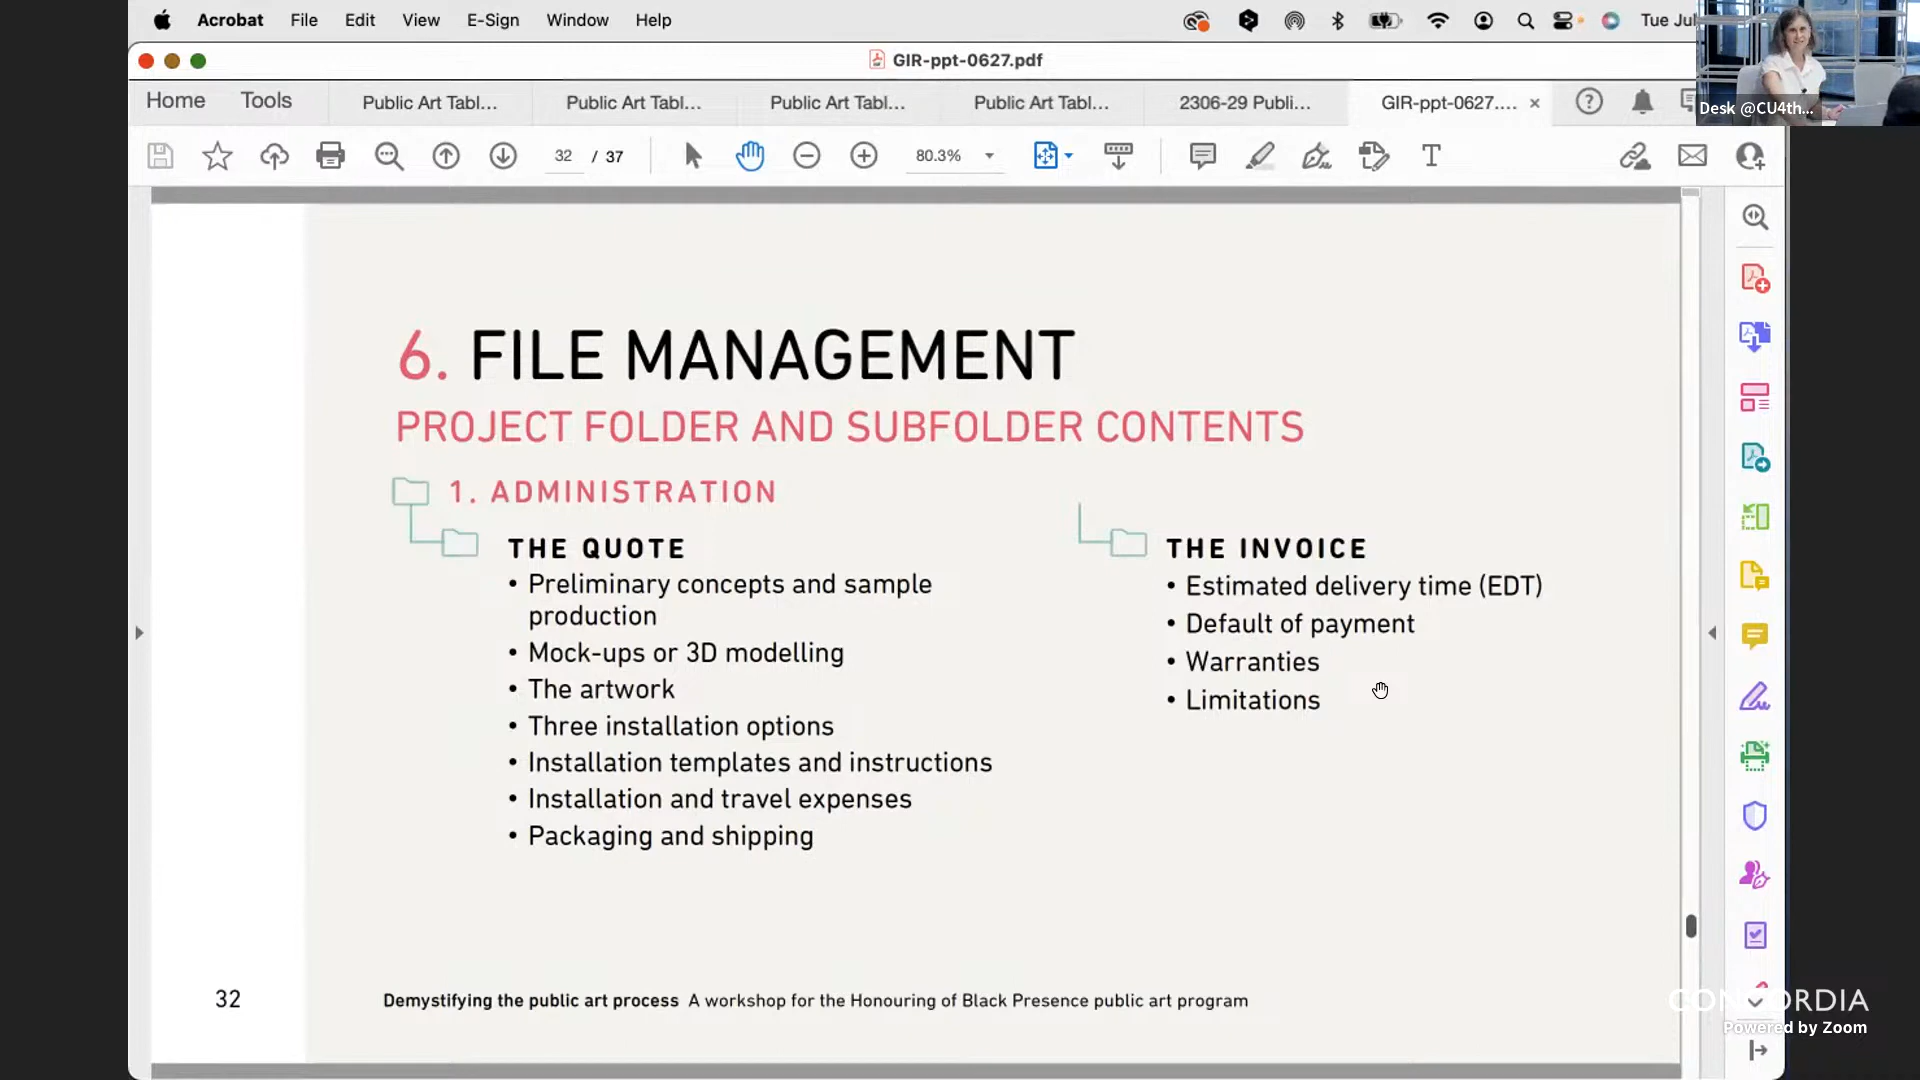 Acrobat File Edit View E-Sign Window Help Tue Jul
GIR-ppt-0627.pdf
Home Tools Public Art Tabl... Public Art Tabl... Public Art Tabl... Public Art Tabl... 2306-29 Publi... GIR-ppt-0627....
Desk @CU4th...
32 / 37 80.3%
6. FILE MANAGEMENT
PROJECT FOLDER AND SUBFOLDER CONTENTS
1. ADMINISTRATION
THE QUOTE
• Preliminary concepts and sample
production
• Mock-ups or 3D modelling
• The artwork
• Three installation options
• Installation templates and instructions
• Installation and travel expenses
• Packaging and shipping
THE INVOICE
• Estimated delivery time (EDT)
• Default of payment
• Warranties
• Limitations
32
Demystifying the public art process A workshop for the Honouring of Black Presence public art program
CONCORDIA
Powered by Zoom